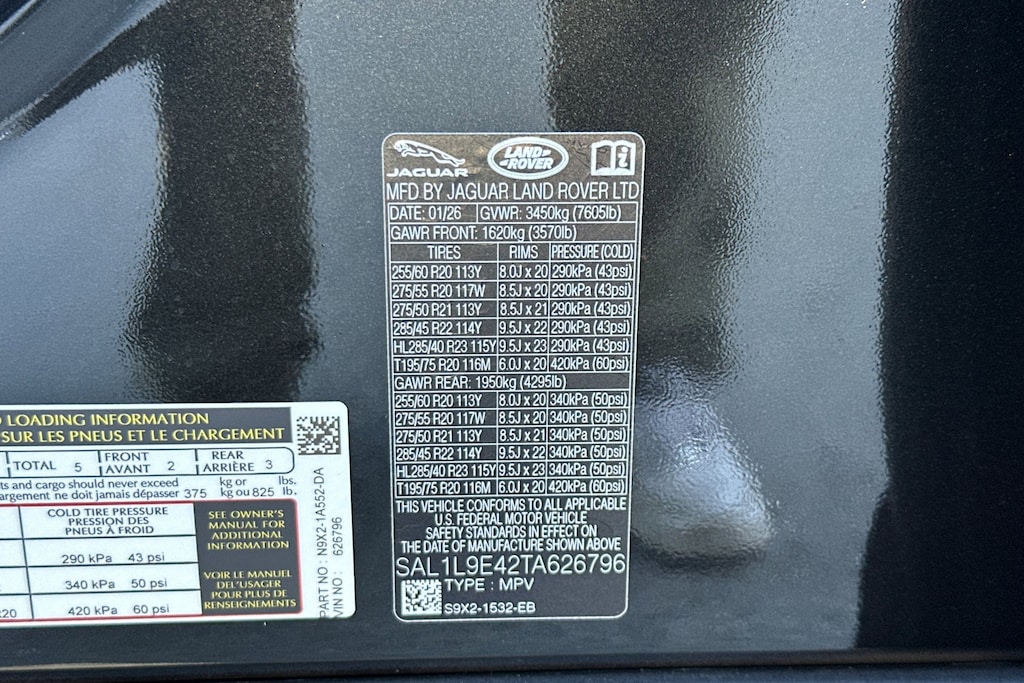 JAGUAR
LAND ROVER
MFD BY JAGUAR LAND ROVER LTD
DATE: 01/26 GVWR: 3450kg (7605lb)
GAWR FRONT: 1620kg (3570lb)
TIRES RIMS PRESSURE (COLD)
255/60 R20 113Y 8.0J x 20 290kPa (43psi)
275/55 R20 117W 8.5J x 20 290kPa (43psi)
275/50 R21 113Y 8.5J x 21 290kPa (43psi)
285/45 R22 114Y 9.5J x 22 290kPa (43psi)
HL285/40 R23 115Y 9.5J x 23 290kPa (43psi)
T195/75 R20 116M 6.0J x 20 420kPa (60psi)
GAWR REAR: 1950kg (4295lb)
255/60 R20 113Y 8.0J x 20 340kPa (50psi)
275/55 R20 117W 8.5J x 20 340kPa (50psi)
275/50 R21 113Y 8.5J x 21 340kPa (50psi)
285/45 R22 114Y 9.5J x 22 340kPa (50psi)
HL285/40 R23 115Y 9.5J x 23 340kPa (50psi)
T195/75 R20 116M 6.0J x 20 420kPa (60psi)
THIS VEHICLE CONFORMS TO ALL APPLICABLE
U.S. FEDERAL MOTOR VEHICLE
SAFETY STANDARDS IN EFFECT ON
THE DATE OF MANUFACTURE SHOWN ABOVE
SAL1L9E42TA626796
TYPE : MPV
S9X2-1532-EB
LOADING INFORMATION
SUR LES PNEUS ET LE CHARGEMENT
TOTAL 5 FRONT AVANT 2 REAR ARRIÈRE 3
and cargo should never exceed kg or lbs.
ne doit jamais dépasser 375 kg ou 825 lb.
COLD TIRE PRESSURE
PRESSION DES
PNEUS À FROID
290 kPa 43 psi
340 kPa 50 psi
420 kPa 60 psi
SEE OWNER'S
MANUAL FOR
ADDITIONAL
INFORMATION
VOIR LE MANUEL
DE L'USAGER
POUR PLUS DE
RENSEIGNEMENTS
PART NO : N9X2-1A552-DA
VIN NO : 626796